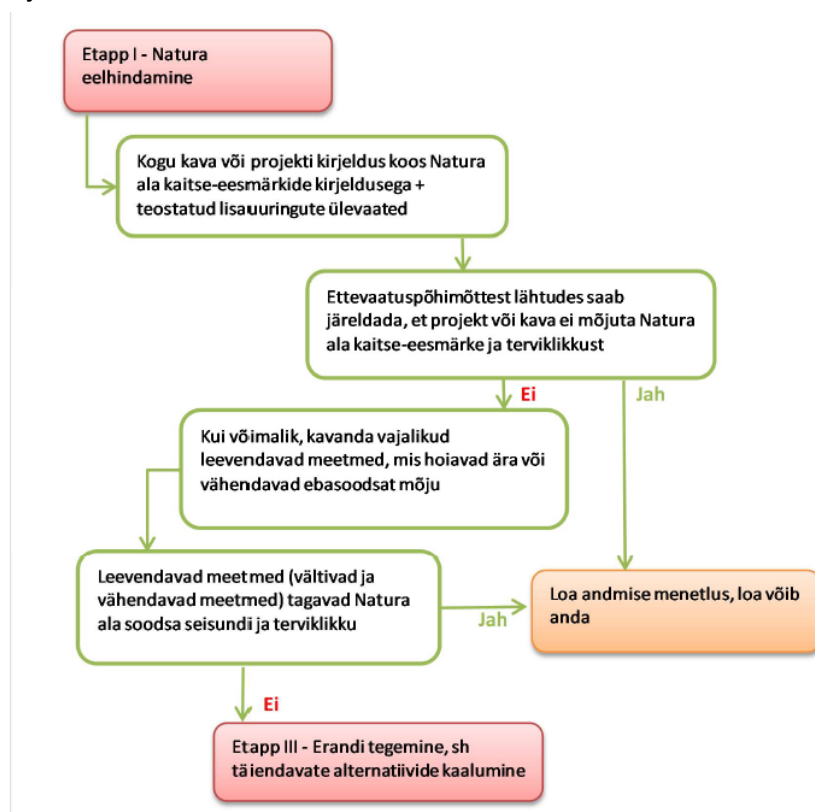 Etapp I - Natura
eelhindamine
Kogu kava või projekti kirjeldus koos Natura
ala kaitse-eesmärkide kirjeldusega +
teostatud lisauuringute ülevaated
Ettevaatuspõhimõttest lähtudes saab
järeldada, et projekt või kava ei mõjuta Natura
ala kaitse-eesmärke ja terviklikkust
Ei
Jah
Kui võimalik, kavanda vajalikud
leevendavad meetmed, mis hoiavad ära või
vähendavad ebasoodsat mõju
Leevendavad meetmed (vältivad ja
vähendavad meetmed) tagavad Natura
ala soodsa seisundi ja terviklikku
Jah
Loa andmise menetlus, loa võib
anda
Ei
Etapp III - Erandi tegemine, sh
täiendavate alternatiivide kaalumine